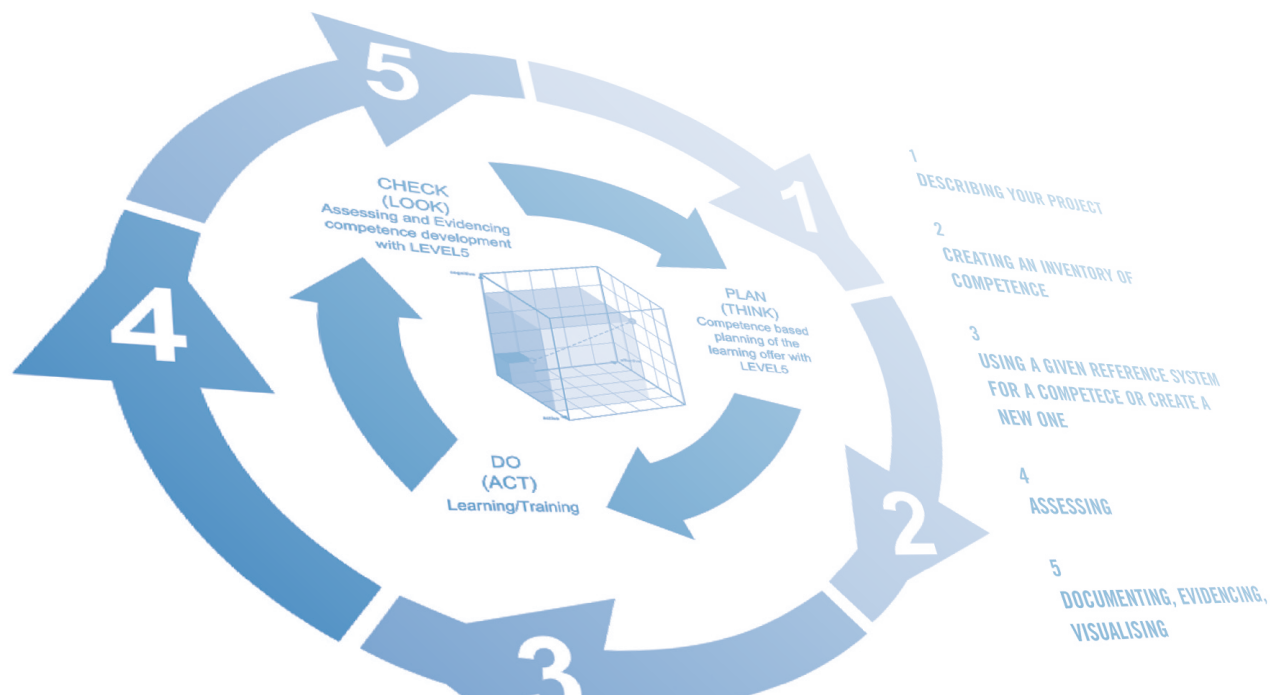 5
1
CHECK
(LOOK)
Assessing and Evidencing
competence development
with LEVEL5
PLAN
(THINK)
Competence based
planning of the
learning offer with
LEVEL5
4
DO
(ACT)
Learning/Training
2
3
1
DESCRIBING YOUR PROJECT
2
CREATING AN INVENTORY OF
COMPETENCE
3
USING A GIVEN REFERENCE SYSTEM
FOR A COMPETECE OR CREATE A
NEW ONE
4
ASSESSING
5
DOCUMENTING, EVIDENCING,
VISUALISING